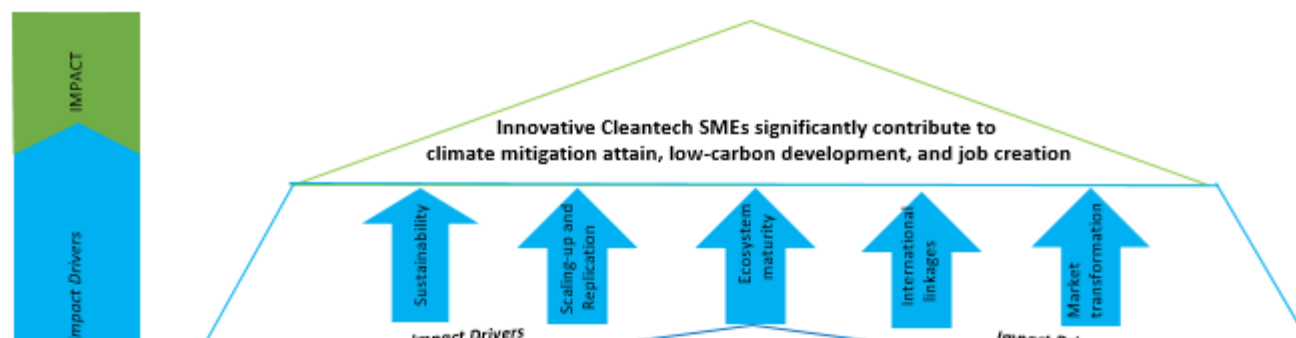 IMPACT
Innovative Cleantech SMEs significantly contribute to
climate mitigation attain, low-carbon development, and job creation
Sustainability
Scaling-up and
Replication
Ecosystem
maturity
International
linkages
Market
transformation
Impact Drivers
Impact Drivers
Impact